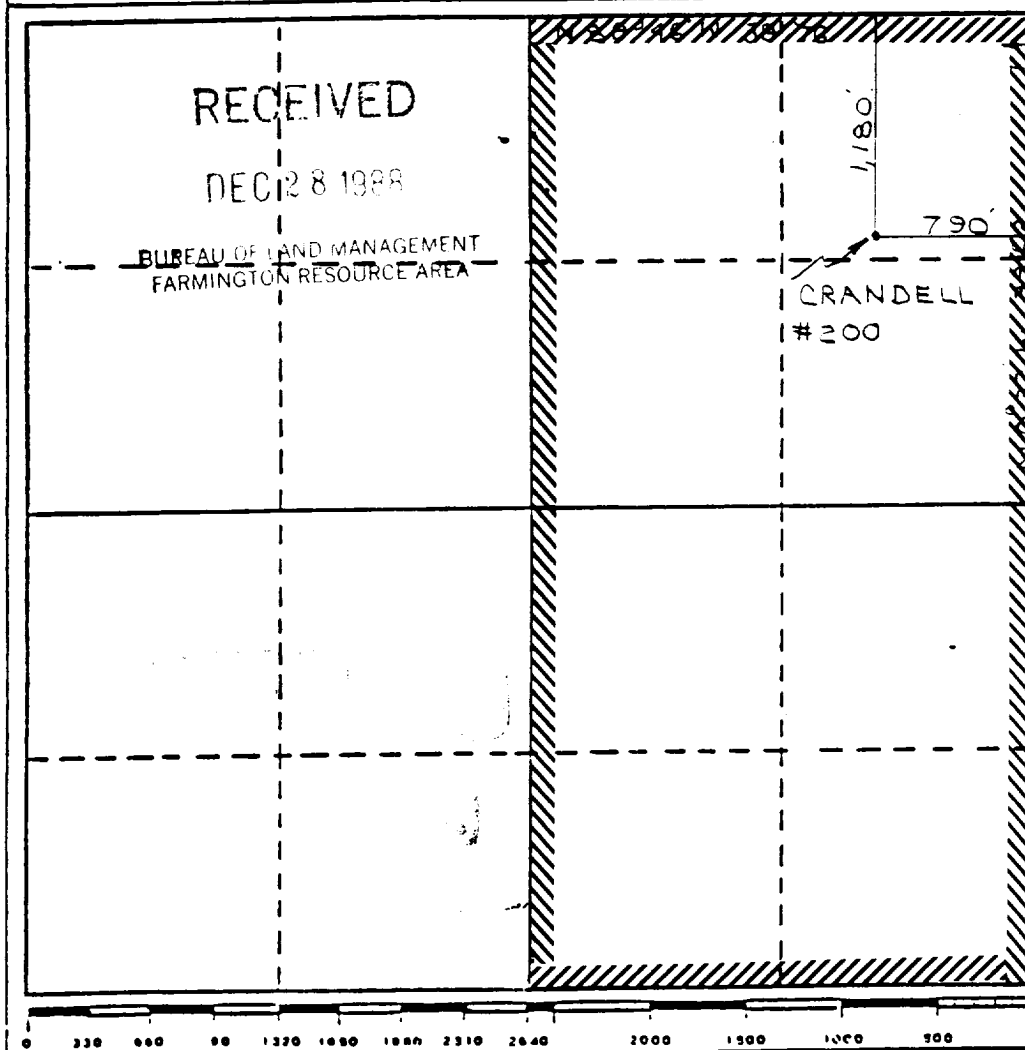 RECEIVED
DEC 28 1988
BUREAU OF LAND MANAGEMENT
FARMINGTON RESOURCE AREA
1,180'
790'
CRANDELL
#200
0 330 660 90 1320 1650 1980 2310 2640 2000 1500 1000 500